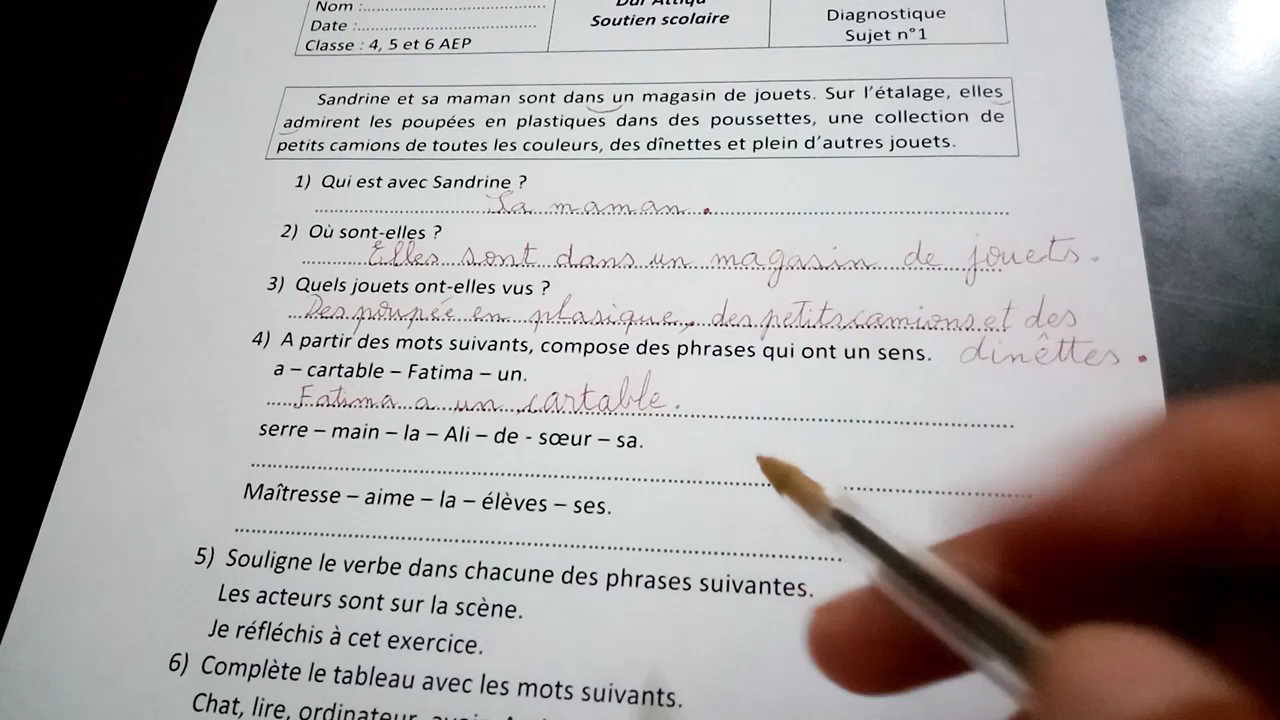 Nom :
Soutien scolaire
Diagnostique
Date :
Sujet n°1
Classe : 4, 5 et 6 AEP
Sandrine et sa maman sont dans un magasin de jouets. Sur l'étalage, elles
admirent les poupées en plastiques dans des poussettes, une collection de
petits camions de toutes les couleurs, des dînettes et plein d'autres jouets.
1) Qui est avec Sandrine ?
Sa maman.
2) Où sont-elles ?
Elles sont dans un magasin de jouets.
3) Quels jouets ont-elles vus ?
Des poupée en plasique, des petits camions et des
dinêttes.
4) A partir des mots suivants, compose des phrases qui ont un sens.
a – cartable – Fatima – un.
Fatima a un cartable.
serre – main – la – Ali – de - sœur – sa.
Maîtresse – aime – la – élèves – ses.
5) Souligne le verbe dans chacune des phrases suivantes.
Les acteurs sont sur la scène.
Je réfléchis à cet exercice.
6) Complète le tableau avec les mots suivants.
Chat, lire, ordinateur,